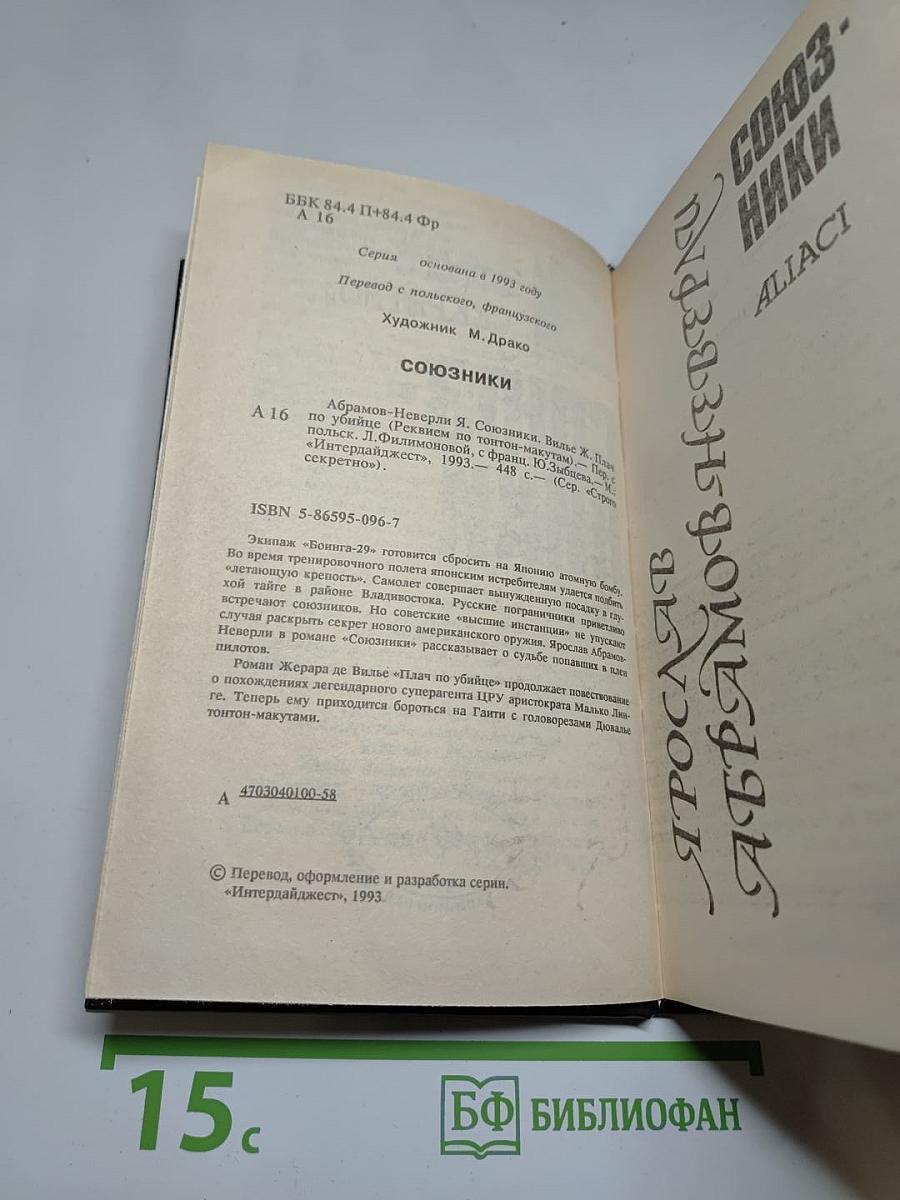 ББК 84.4 П+84.4 Фр
А 16
Серия основана в 1993 году
Перевод с польского, французского
Художник М. Драко
СОЮЗНИКИ
Абрамов-Неверли Я. Союзники. Вилье Ж. Плач
А 16 по убийце (Реквием по тонтон-макутам).— Пер. с
польск. Л.Филимоновой, с франц. Ю.Зыбцева.— М.:
«Интердайджест», 1993.— 448 с.— (Сер. «Строго
секретно»).
ISBN 5-86595-096-7
Экипаж «Боинга-29» готовится сбросить на Японию атомную бомбу.
Во время тренировочного полета японским истребителям удается подбить
«летающую крепость». Самолет совершает вынужденную посадку в глу-
хой тайге в районе Владивостока. Русские пограничники приветливо
встречают союзников. Но советские «высшие инстанции» не упускают
случая раскрыть секрет нового американского оружия. Ярослав Абрамов-
Неверли в романе «Союзники» рассказывает о судьбе попавших в плен
пилотов.
Роман Жерара де Вилье «Плач по убийце» продолжает повествование
о похождениях легендарного суперагента ЦРУ аристократа Малько Лин-
ге. Теперь ему приходится бороться на Гаити с головорезами Дювалье
тонтон-макутами.
А 4703040100-58
© Перевод, оформление и разработка серии.
«Интердайджест», 1993
ЯРОСЛАВ
АБРАМОВ-НЕВЕРЛИ
СОЮЗ-
НИКИ
ALIACI
15 с
БФ БИБЛИОФАН